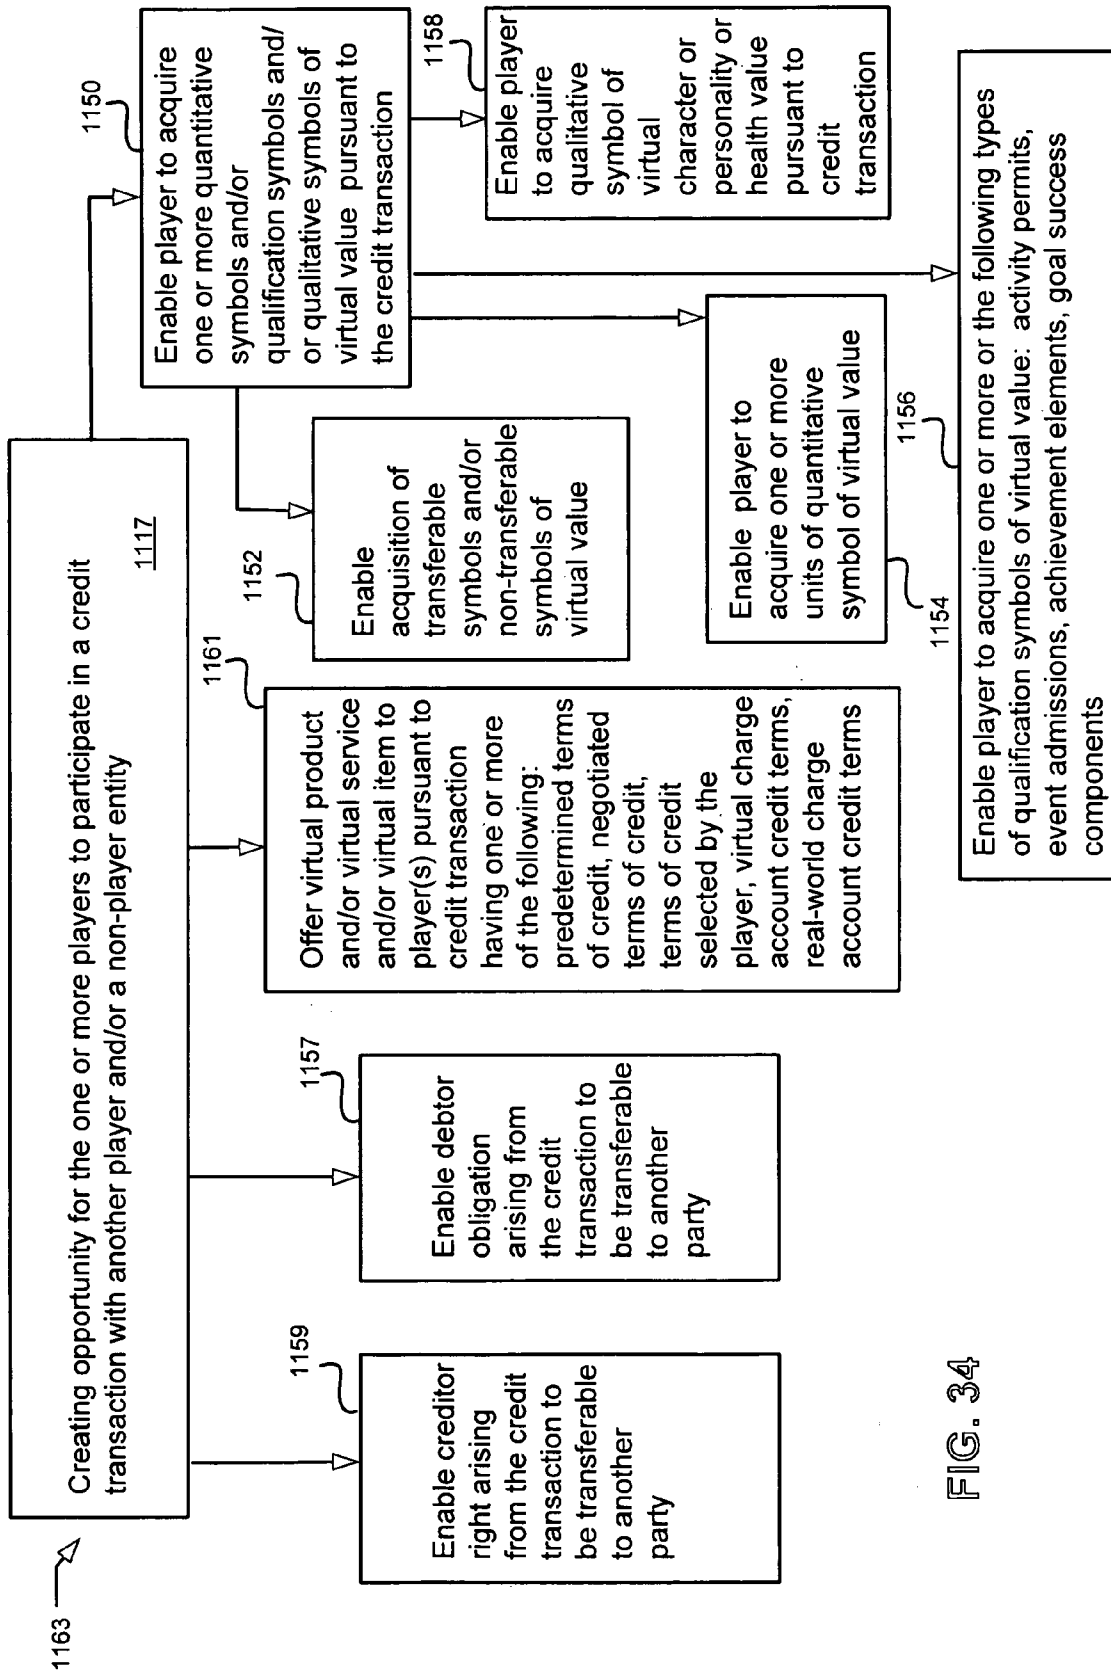 1163
Creating opportunity for the one or more players to participate in a credit
transaction with another player and/or a non-player entity
1117
1159
Enable creditor
right arising
from the credit
transaction to
be transferable
to another
party
1157
Enable debtor
obligation
arising from
the credit
transaction to
be transferable
to another
party
1161
Offer virtual product
and/or virtual service
and/or virtual item to
player(s) pursuant to
credit transaction
having one or more
of the following:
predetermined terms
of credit, negotiated
terms of credit,
terms of credit
selected by the
player, virtual charge
account credit terms,
real-world charge
account credit terms
1150
Enable player to acquire
one or more quantitative
symbols and/or
qualification symbols and/
or qualitative symbols of
virtual value pursuant to
the credit transaction
1152
Enable
acquisition of
transferable
symbols and/or
non-transferable
symbols of
virtual value
1158
Enable player
to acquire
qualitative
symbol of
virtual
character or
personality or
health value
pursuant to
credit
transaction
Enable player to
acquire one or more
units of quantitative
symbol of virtual value
1154
1156
Enable player to acquire one or more or the following types
of qualification symbols of virtual value: activity permits,
event admissions, achievement elements, goal success
components
FIG. 34